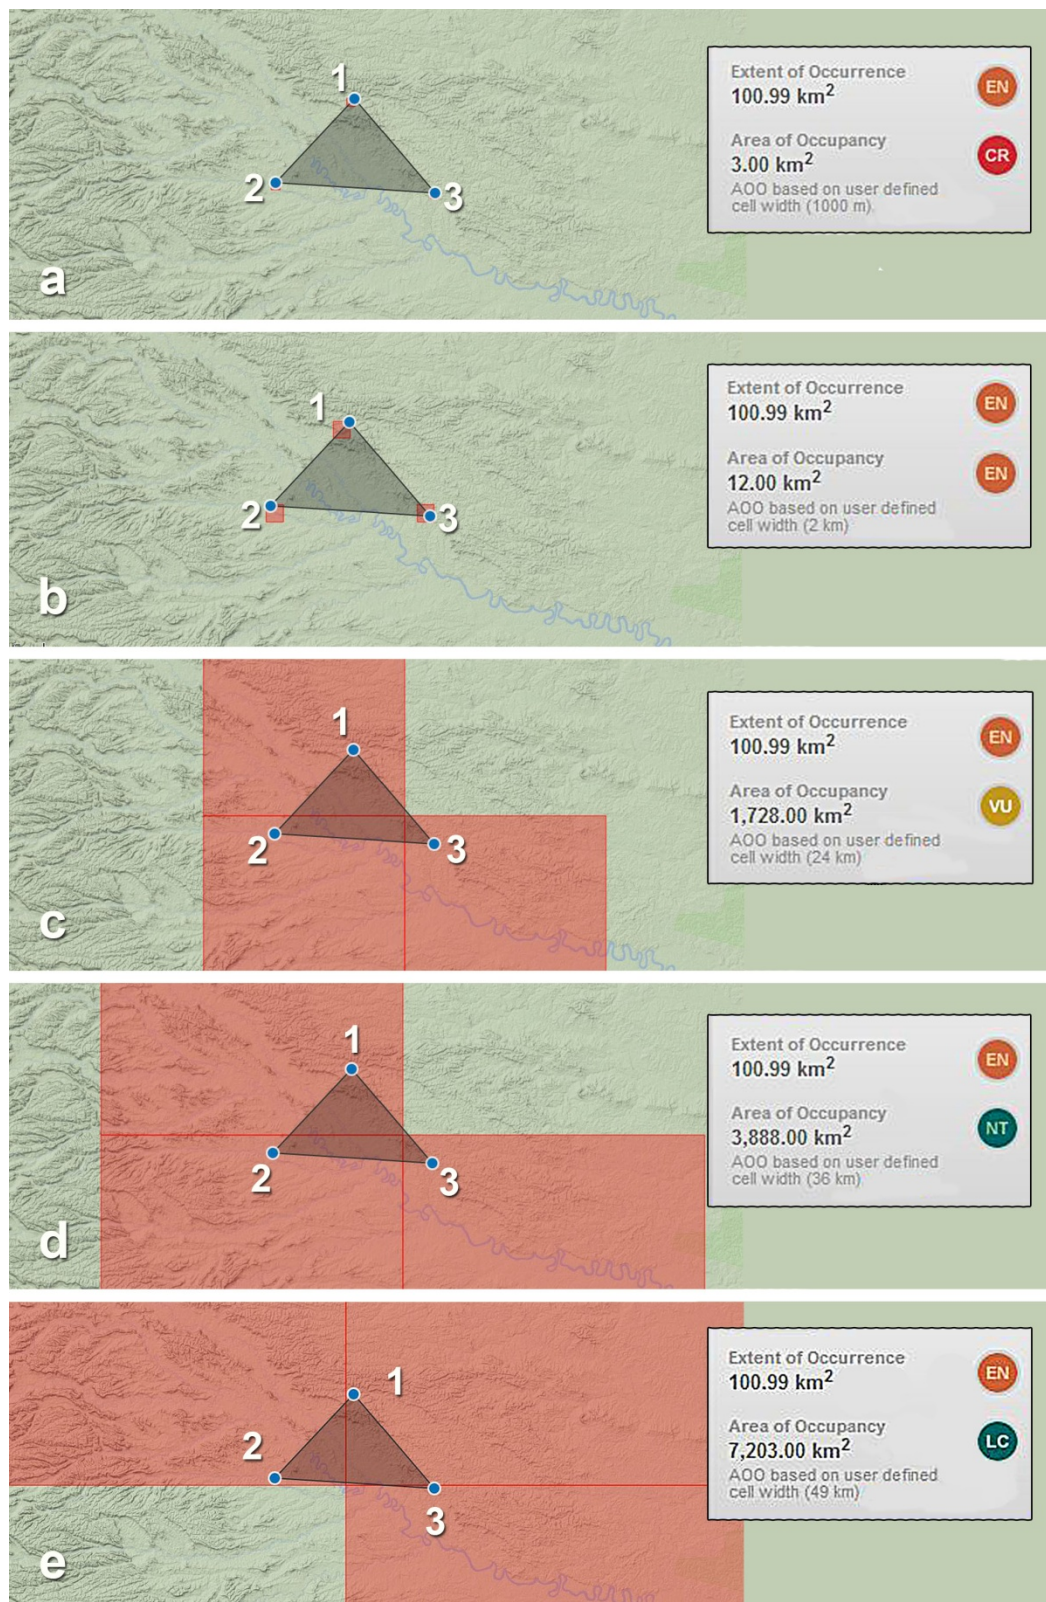 1
2
3
a
Extent of Occurrence
100.99 km2
EN
Area of Occupancy
3.00 km2
CR
AOO based on user defined
cell width (1000 m).
1
2
3
b
Extent of Occurrence
100.99 km2
EN
Area of Occupancy
12.00 km2
EN
AOO based on user defined
cell width (2 km)
1
2
3
c
Extent of Occurrence
100.99 km2
EN
Area of Occupancy
1,728.00 km2
VU
AOO based on user defined
cell width (24 km)
1
2
3
d
Extent of Occurrence
100.99 km2
EN
Area of Occupancy
3,888.00 km2
NT
AOO based on user defined
cell width (36 km)
1
2
3
e
Extent of Occurrence
100.99 km2
EN
Area of Occupancy
7,203.00 km2
LC
AOO based on user defined
cell width (49 km)